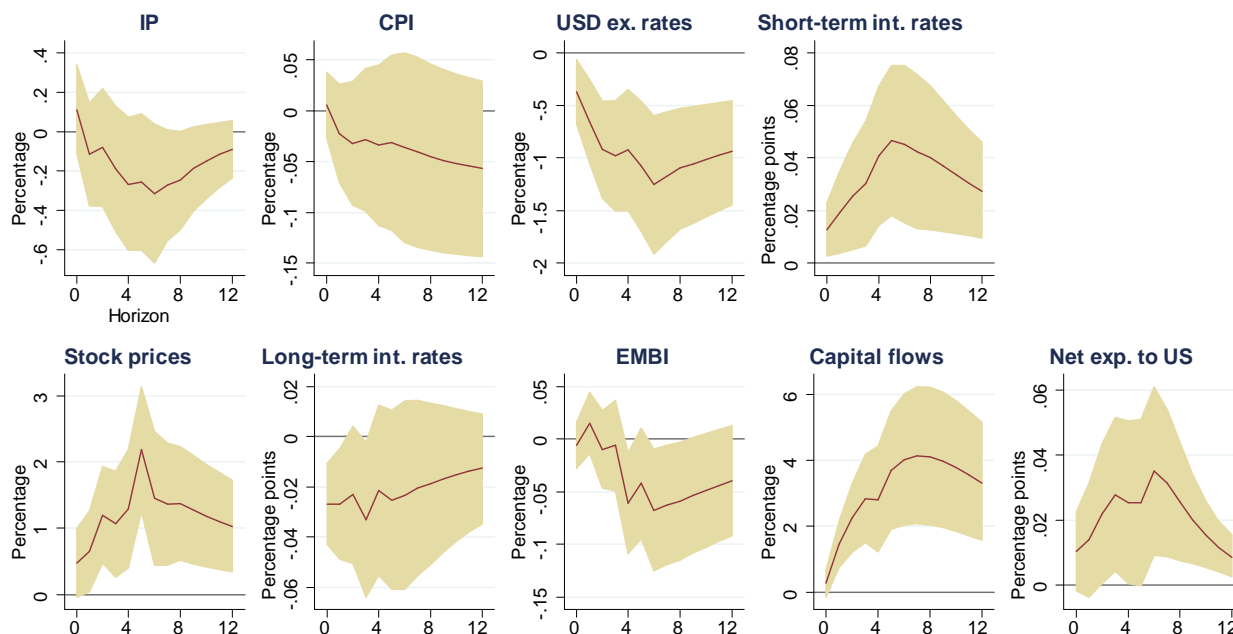 IP
CPI
USD ex. rates
Short-term int. rates
Percentage
.4
.2
0
-.2
-.4
-.6
0 4 8 12
Horizon
Percentage
.05
0
-.05
-.1
-.15
0 4 8 12
Percentage
0
-.5
-1
-1.5
-2
0 4 8 12
Percentage points
.08
.06
.04
.02
0
0 4 8 12
Stock prices
Long-term int. rates
EMBI
Capital flows
Net exp. to US
Percentage
3
2
1
0
0 4 8 12
Percentage points
.02
0
-.02
-.04
-.06
0 4 8 12
Percentage points
.05
0
-.05
-.1
-.15
0 4 8 12
Percentage
6
4
2
0
0 4 8 12
Percentage points
.06
.04
.02
0
0 4 8 12